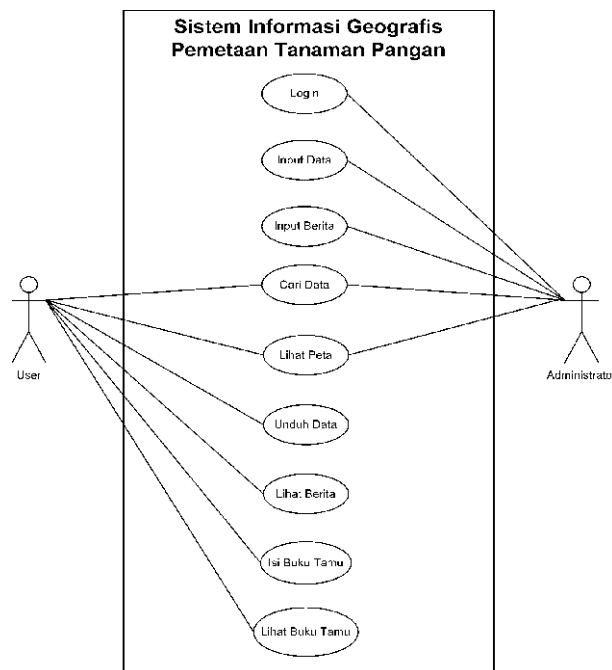 Sistem Informasi Geografis
Pemetaan Tanaman Pangan
Login
Input Data
Input Berita
Cari Data
Lihat Peta
User
Administrato
Unduh Data
Lihat Berita
Isi Buku Tamu
Lihat Buku Tamu